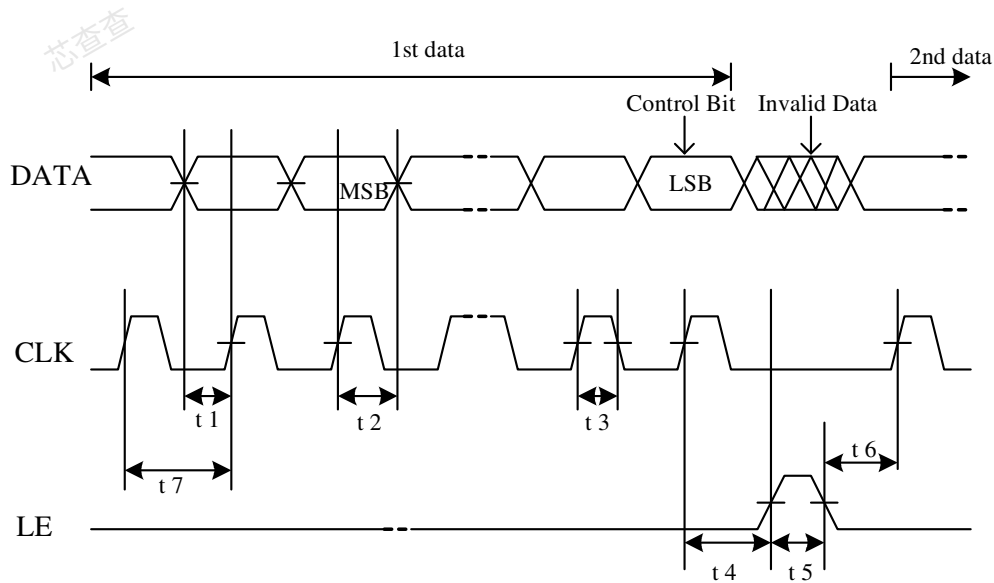 芯查查
1st data
2nd data
Control Bit
Invalid Data
DATA
MSB
LSB
CLK
t 1
t 2
t 3
t 6
t 7
LE
t 4
t 5